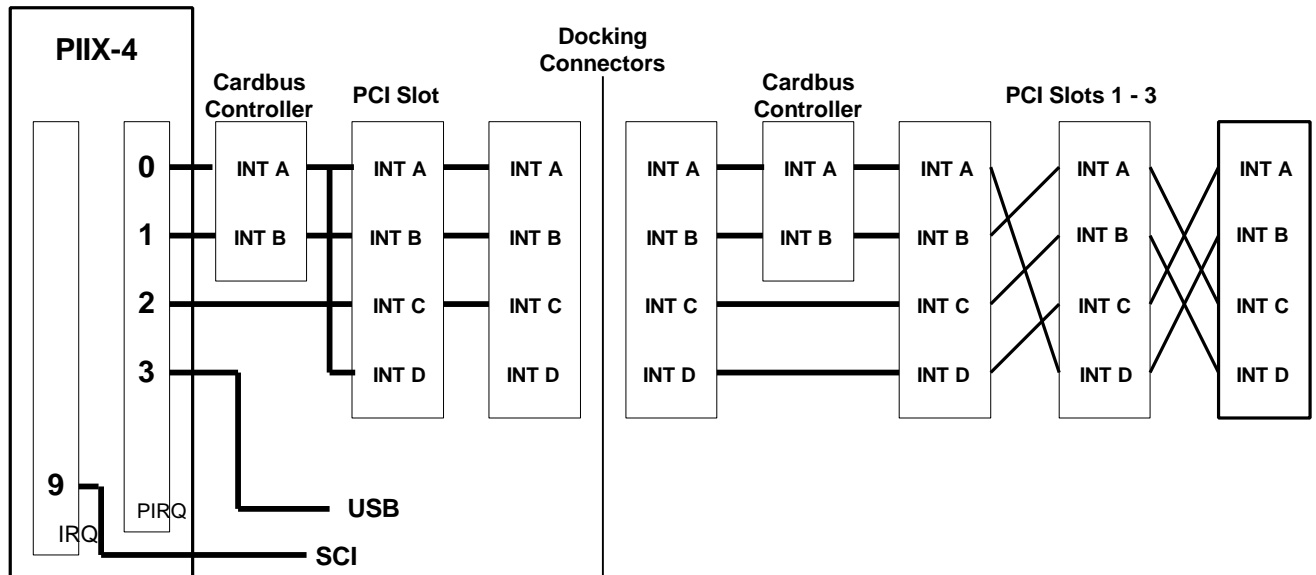 PIIX-4
Docking
Connectors
Cardbus
Controller
PCI Slot
Cardbus
Controller
PCI Slots 1 - 3
0
INT A
INT A
INT A
INT A
INT A
INT A
INT A
INT A
1
INT B
INT B
INT B
INT B
INT B
INT B
INT B
INT B
2
INT C
INT C
INT C
INT C
INT C
INT C
3
INT D
INT D
INT D
INT D
INT D
INT D
9
PIRQ
USB
IRQ
SCI